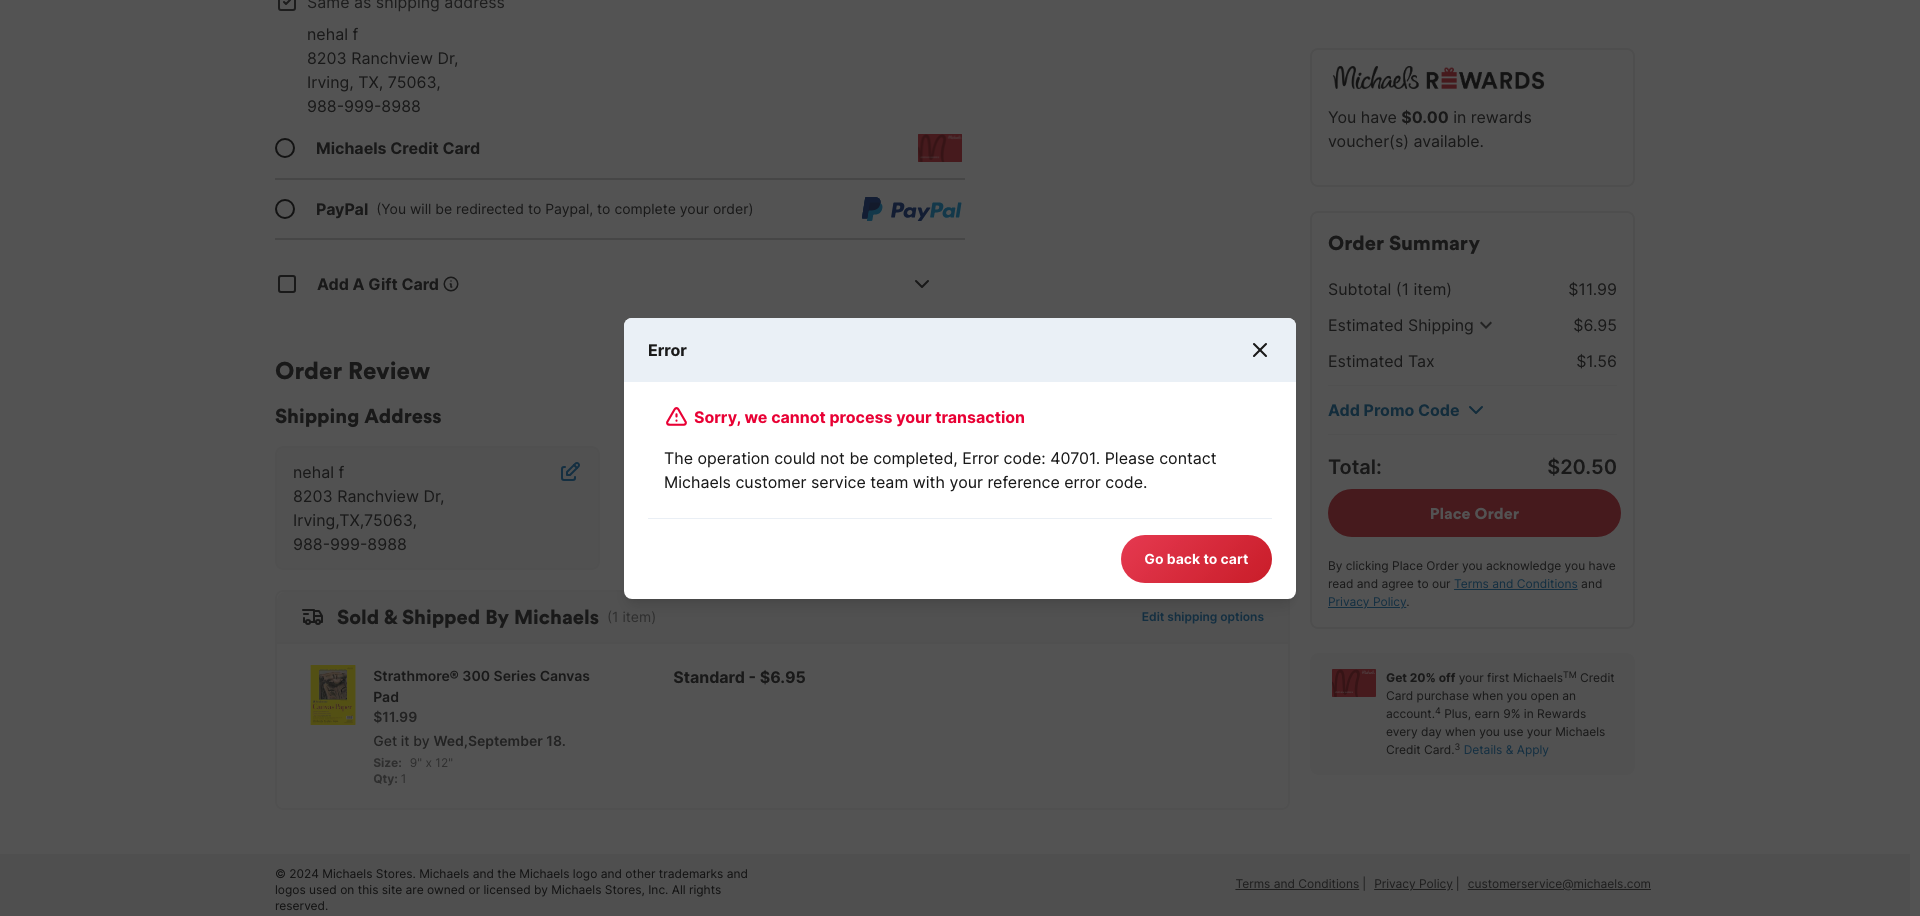 Same as shipping address
nehal f
8203 Ranchview Dr,
Irving, TX, 75063,
988-999-8988
Michaels Credit Card
PayPal (You will be redirected to Paypal, to complete your order)
PayPal
Add A Gift Card
Order Review
Shipping Address
nehal f
8203 Ranchview Dr,
Irving,TX,75063,
988-999-8988
Sold & Shipped By Michaels (1 item)
Edit shipping options
Strathmore® 300 Series Canvas
Pad
$11.99
Get it by Wed,September 18.
Size: 9" x 12"
Qty: 1
Standard - $6.95
Error
Sorry, we cannot process your transaction
The operation could not be completed, Error code: 40701. Please contact
Michaels customer service team with your reference error code.
Go back to cart
Michaels REWARDS
You have $0.00 in rewards
voucher(s) available.
Order Summary
Subtotal (1 item) $11.99
Estimated Shipping $6.95
Estimated Tax $1.56
Add Promo Code
Total: $20.50
Place Order
By clicking Place Order you acknowledge you have
read and agree to our Terms and Conditions and
Privacy Policy.
Get 20% off your first Michaels™ Credit
Card purchase when you open an
account.⁴ Plus, earn 9% in Rewards
every day when you use your Michaels
Credit Card.³ Details & Apply
© 2024 Michaels Stores. Michaels and the Michaels logo and other trademarks and
logos used on this site are owned or licensed by Michaels Stores, Inc. All rights
reserved.
Terms and Conditions | Privacy Policy | customerservice@michaels.com